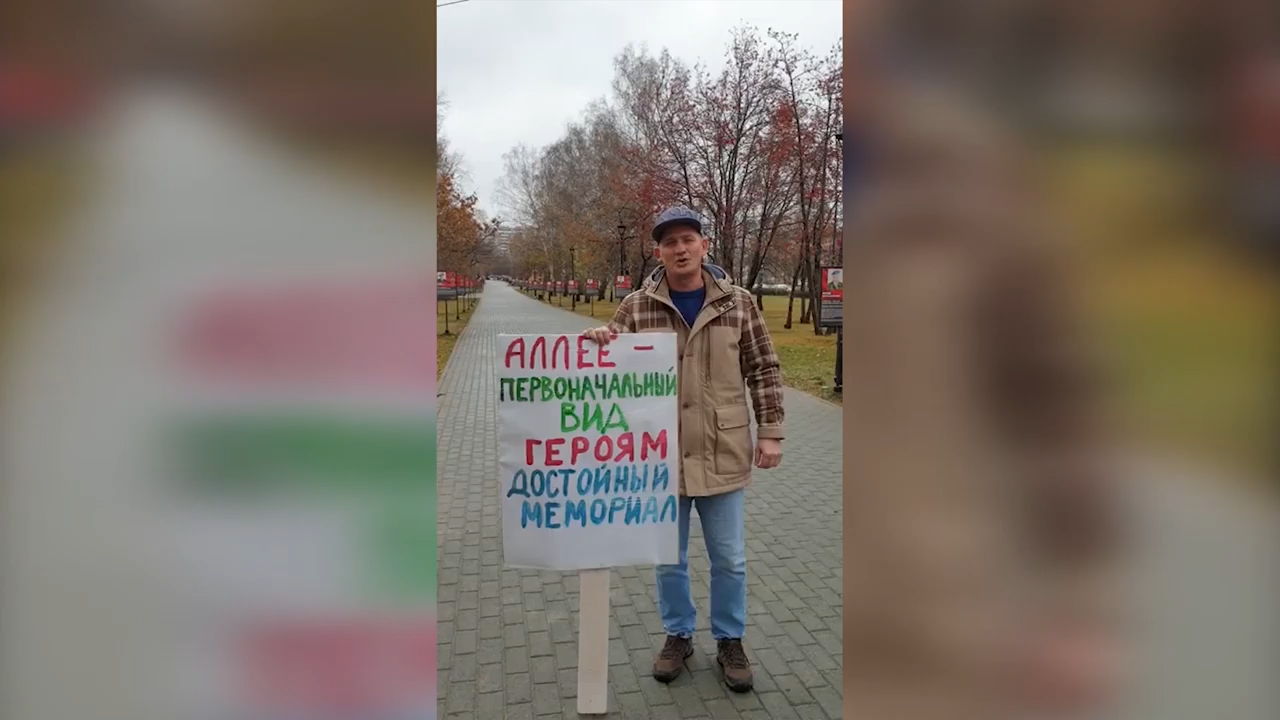 АЛЛЕЕ —
ПЕРВОНАЧАЛЬНЫЙ
ВИД
ГЕРОЯМ
ДОСТОЙНЫЙ
МЕМОРИАЛ